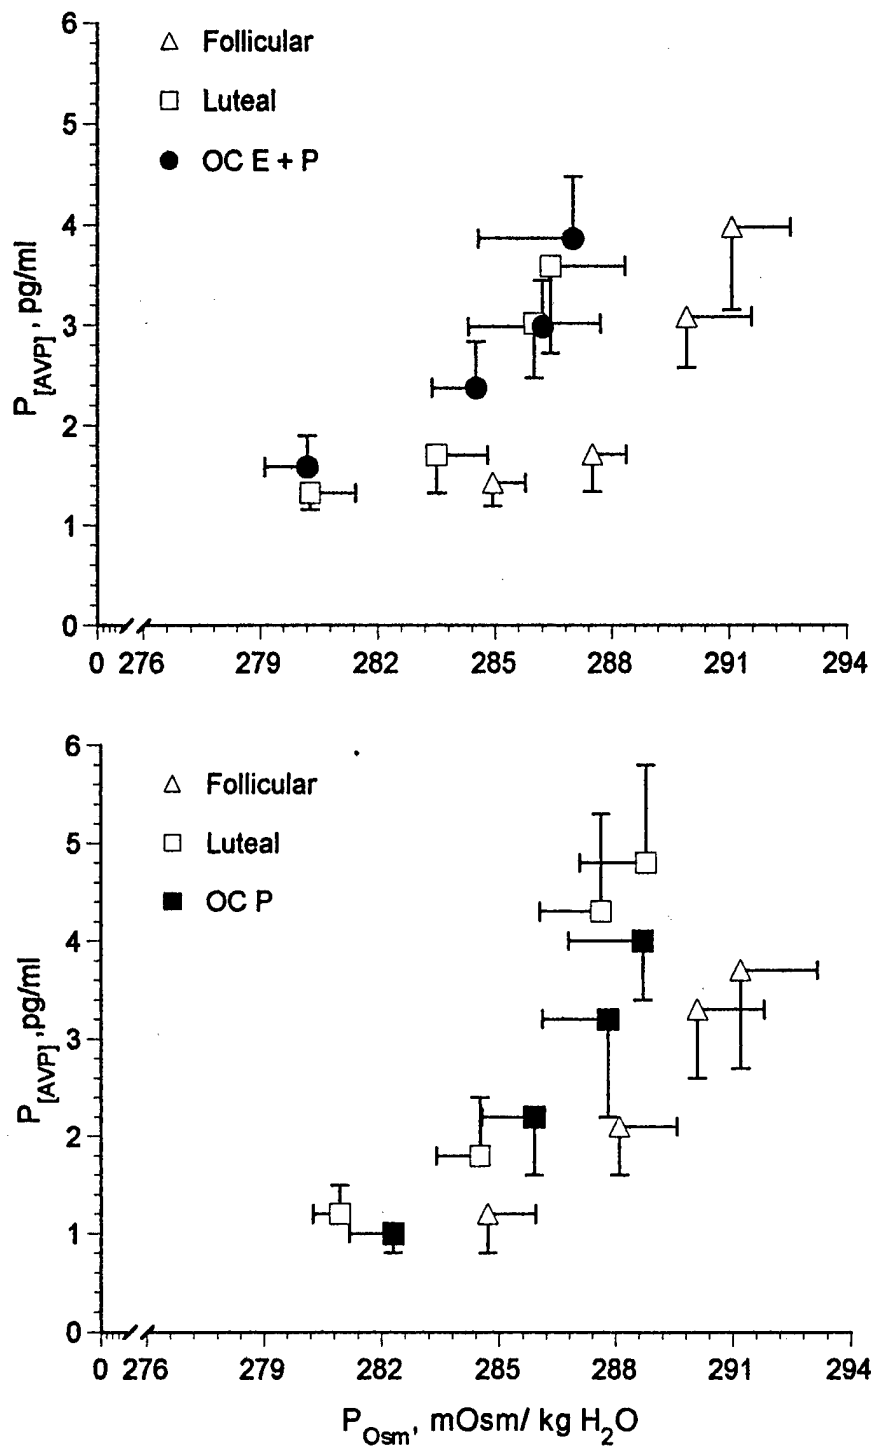 6
5
4
3
2
1
0
P[AVP], pg/ml
Follicular
Luteal
OC E + P
0 276 279 282 285 288 291 294
6
5
4
3
2
1
0
P[AVP] ,pg/ml
Follicular
Luteal
OC P
0 276 279 282 285 288 291 294
POsm, mOsm/ kg H2O